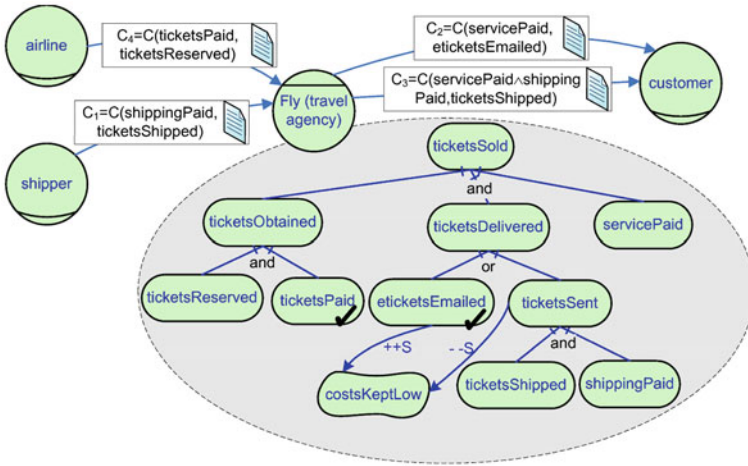 airline
C₄=C(ticketsPaid,
ticketsReserved)
C₂=C(servicePaid,
eticketsEmailed)
C₃=C(servicePaid∧shipping
Paid,ticketsShipped)
customer
Fly (travel
agency)
C₁=C(shippingPaid,
ticketsShipped)
shipper
ticketsSold
and
ticketsObtained
ticketsDelivered
servicePaid
and
or
ticketsReserved
ticketsPaid
eticketsEmailed
ticketsSent
++S
--S
and
costsKeptLow
ticketsShipped
shippingPaid